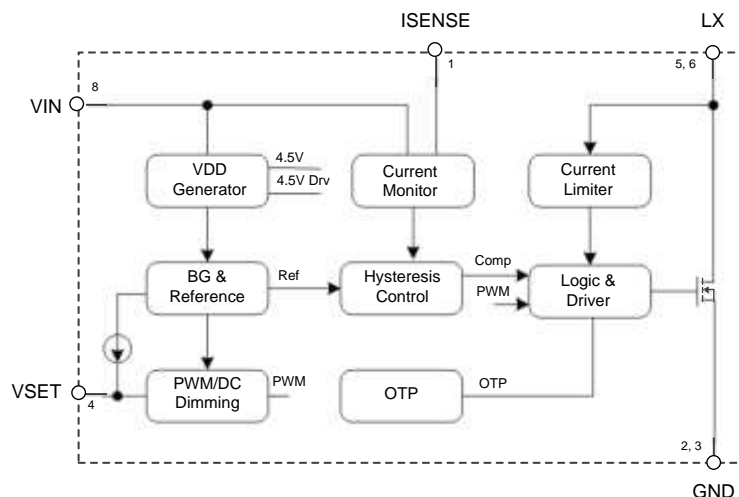 ISENSE
LX
1
5, 6
8
VIN
VDD
Generator
4.5V
4.5V Drv
Current
Monitor
Current
Limiter
BG &
Reference
Ref
Hysteresis
Control
Comp
PWM
Logic &
Driver
VSET
4
PWM/DC
Dimming
PWM
OTP
OTP
2, 3
GND